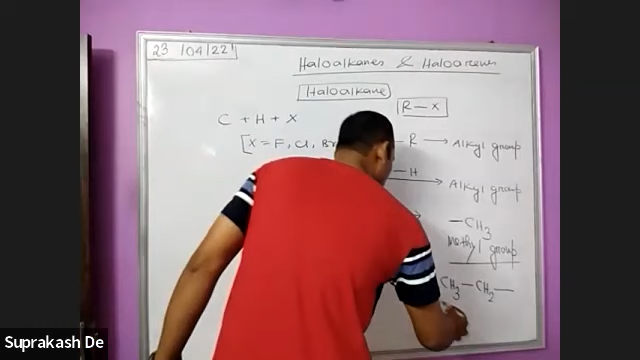 23/04/22
Haloalkanes & Haloarenes
Haloalkane
R — X
C + H + X
[X = F, Cl, Br
— R → Alkyl group
— H → Alkyl group
— CH3
Methyl group
CH3 — CH2 —
Suprakash De